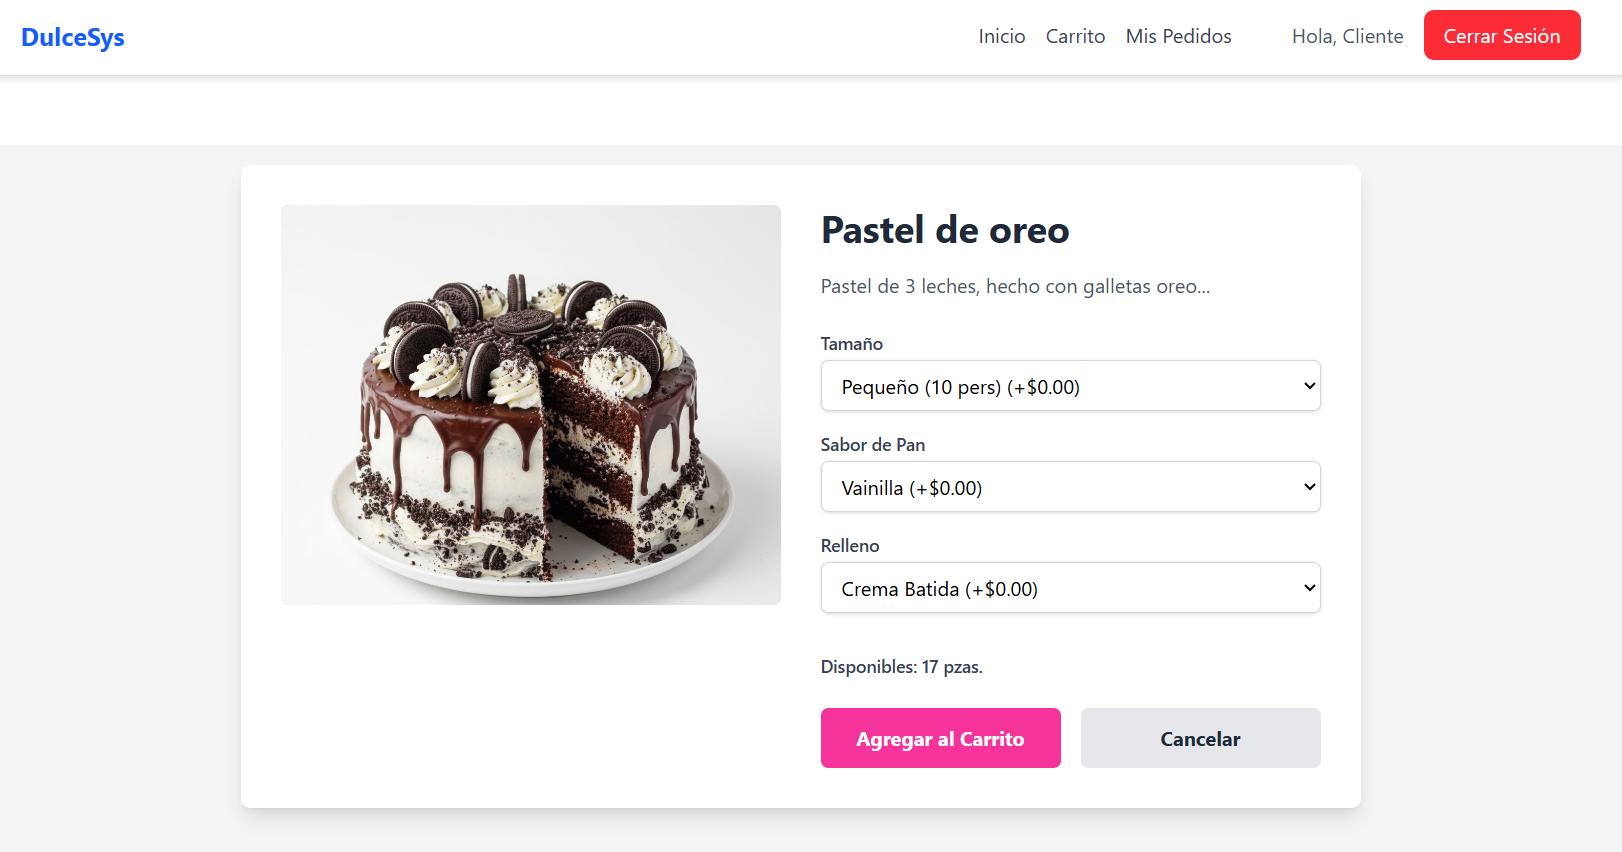 DulceSys
Inicio Carrito Mis Pedidos Hola, Cliente Cerrar Sesión
Pastel de oreo
Pastel de 3 leches, hecho con galletas oreo...
Tamaño
Pequeño (10 pers) (+$0.00)
Sabor de Pan
Vainilla (+$0.00)
Relleno
Crema Batida (+$0.00)
Disponibles: 17 pzas.
Agregar al Carrito Cancelar